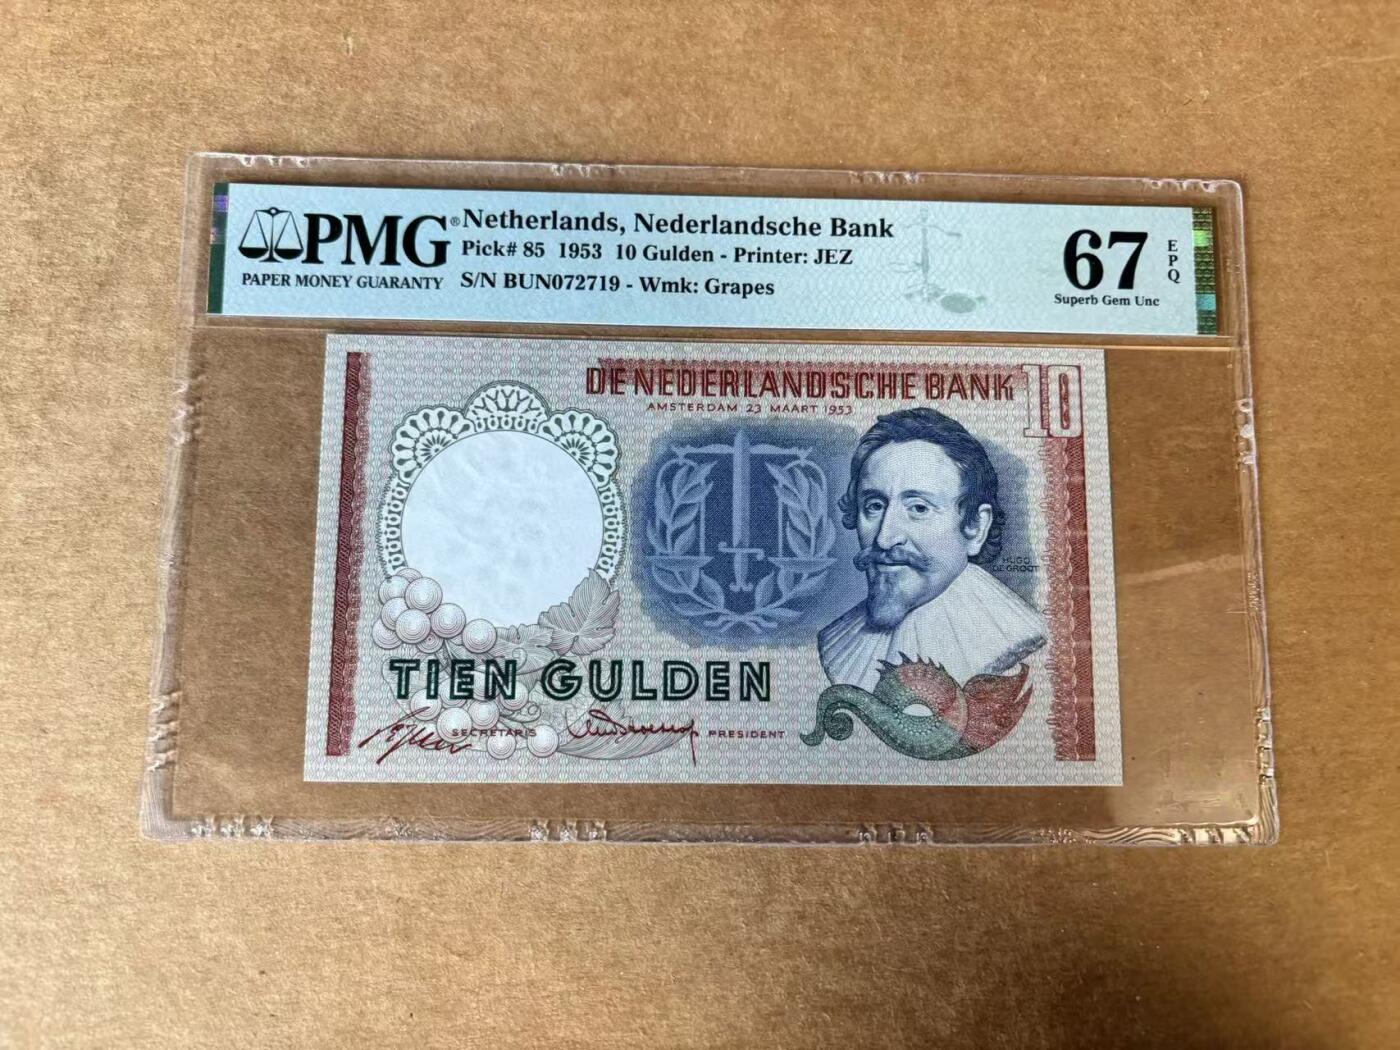 PMG®
PAPER MONEY GUARANTY
Netherlands, Nederlandsche Bank
Pick# 85 1953 10 Gulden - Printer: JEZ
S/N BUN072719 - Wmk: Grapes
67
EPQ
Superb Gem Unc
DE NEDERLANDSCHE BANK
10
AMSTERDAM 23 MAART 1953
HUGO
DE GROOT
TIEN GULDEN
SECRETARIS
PRESIDENT